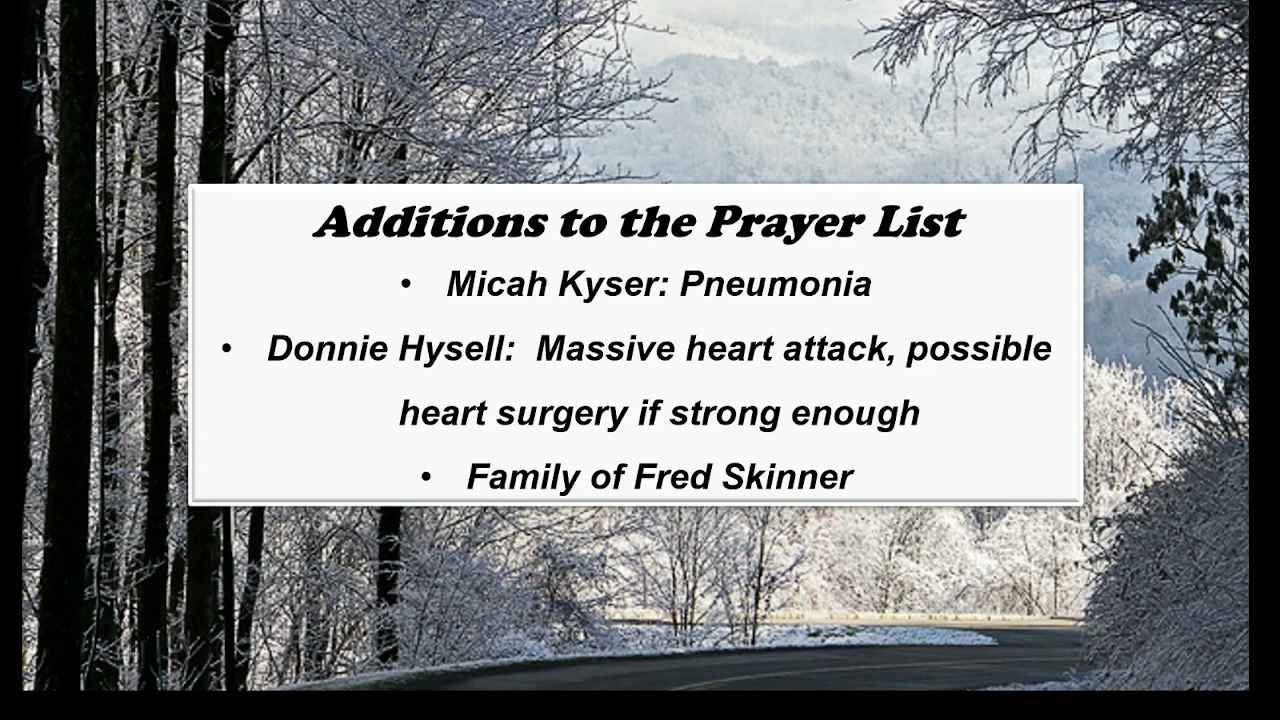 Additions to the Prayer List
• Micah Kyser: Pneumonia
• Donnie Hysell:  Massive heart attack, possible
heart surgery if strong enough
• Family of Fred Skinner